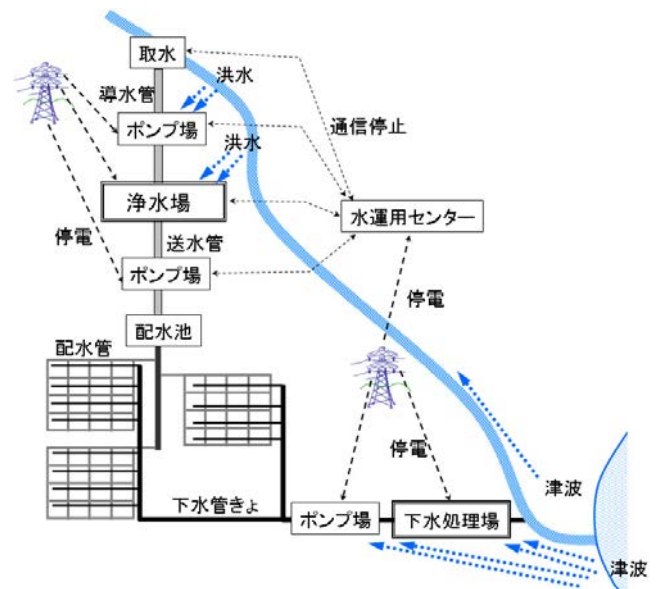 取水
洪水
導水管
ポンプ場
洪水
通信停止
浄水場
水運用センター
停電
送水管
ポンプ場
停電
配水池
配水管
停電
津波
下水管きょ
ポンプ場
下水処理場
津波